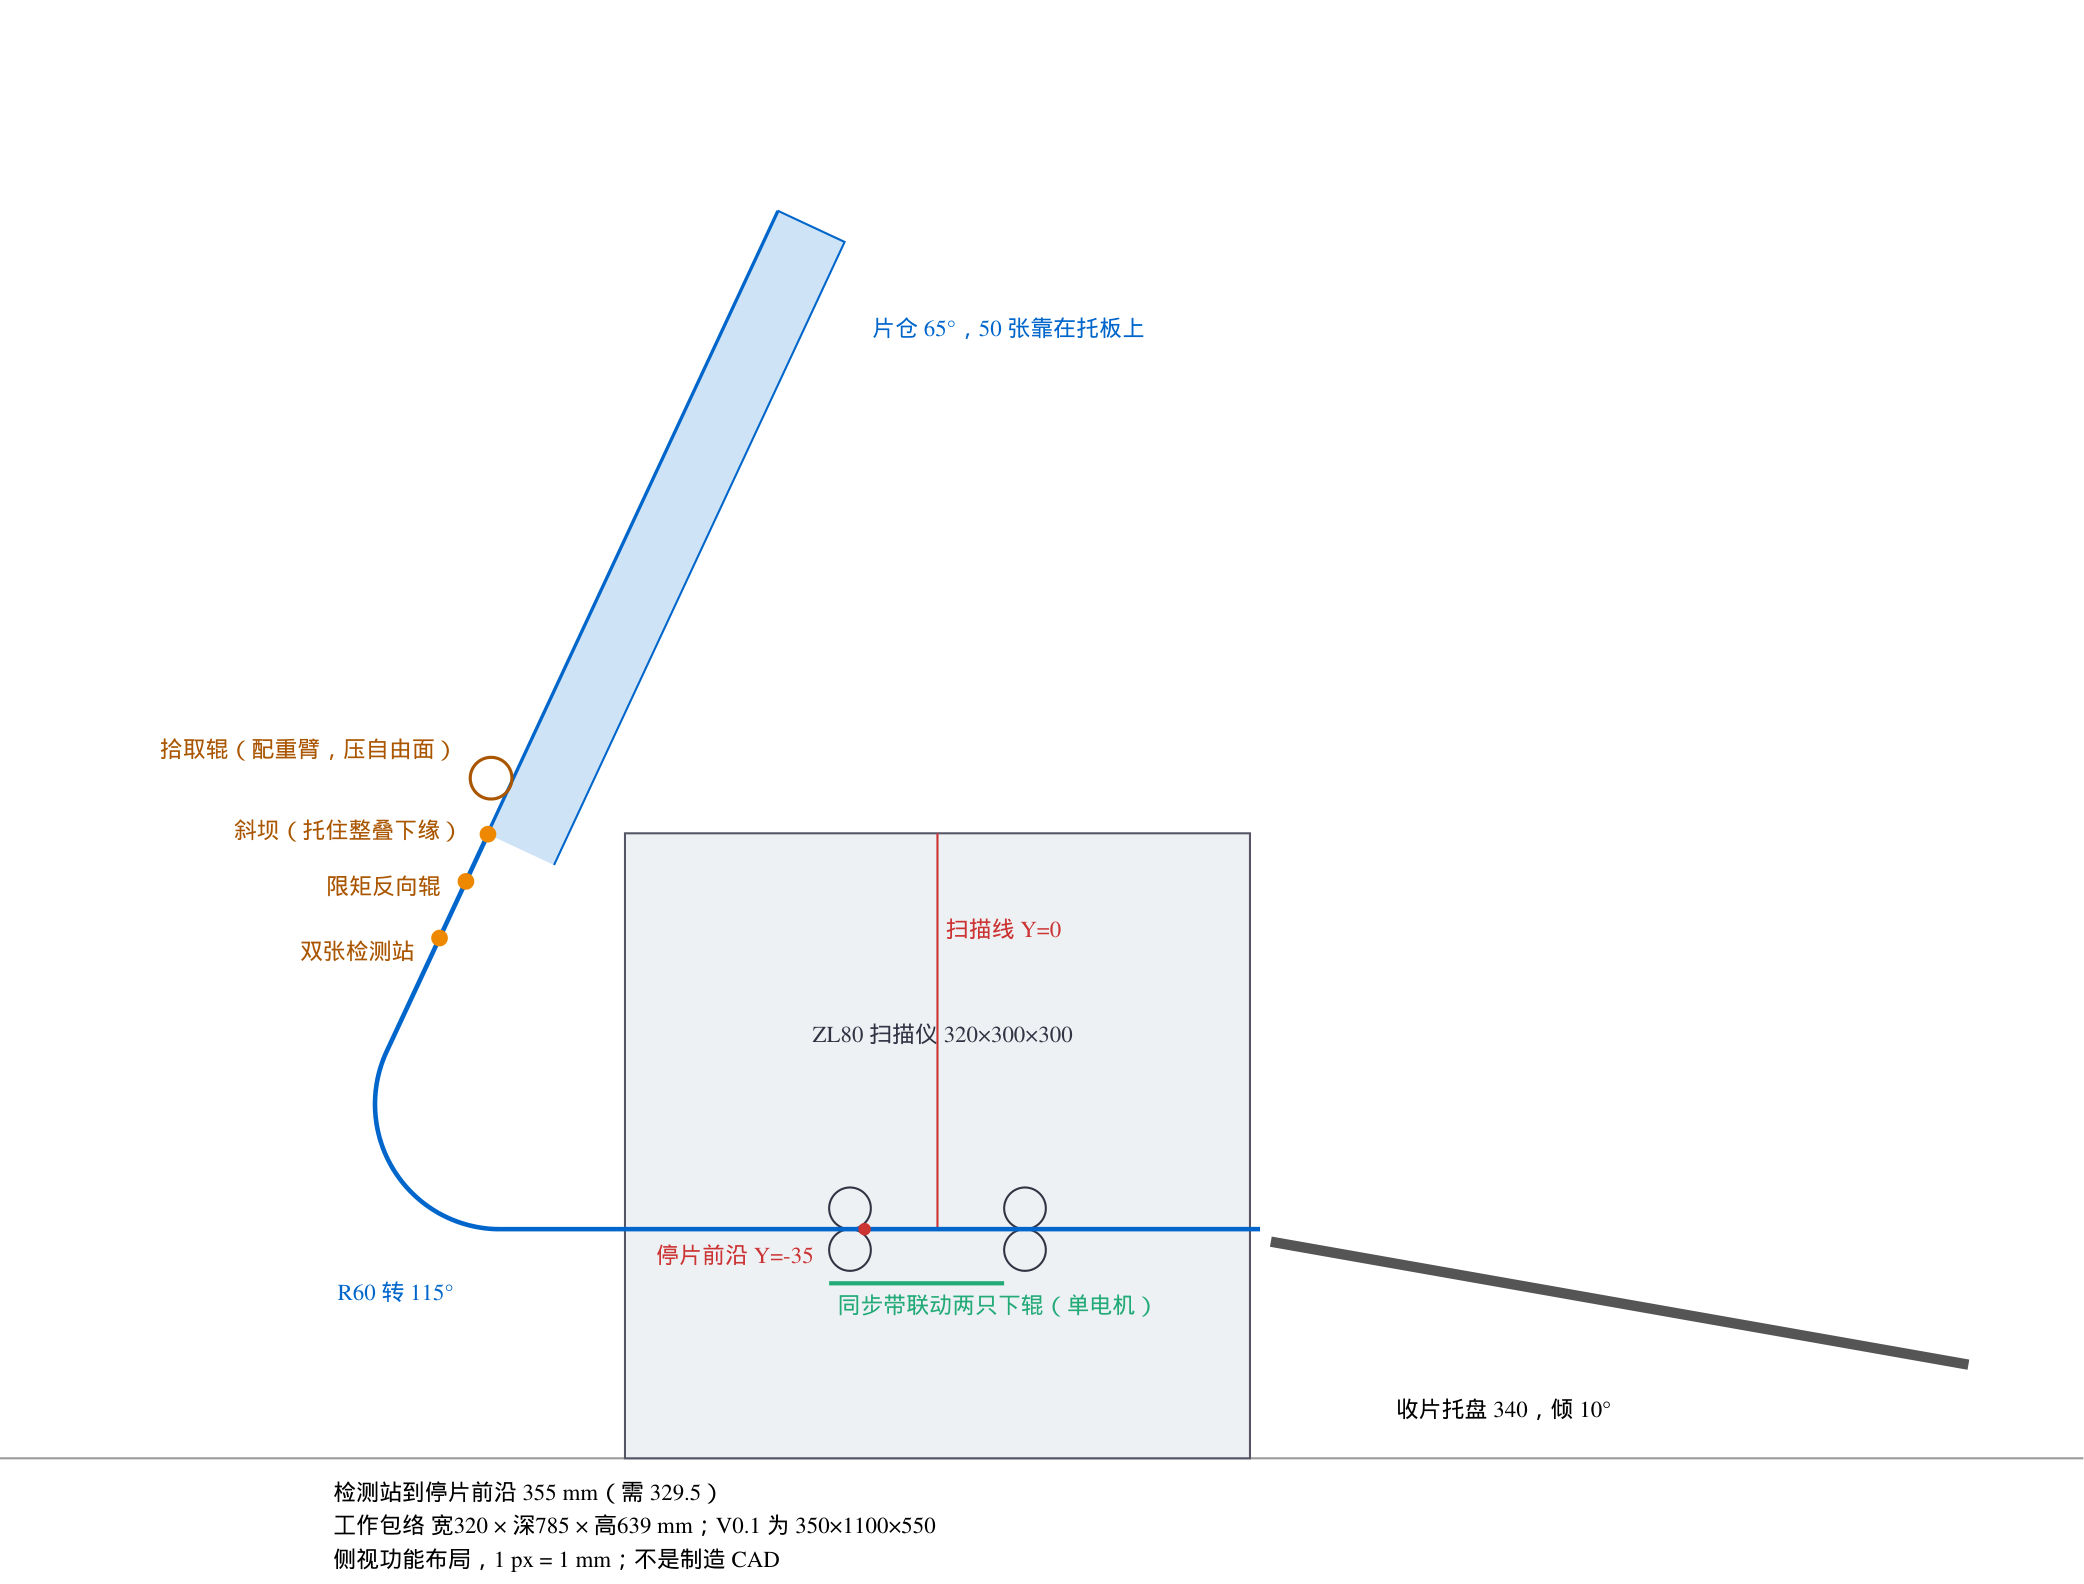 片仓 65°，50 张靠在托板上
拾取辊（配重臂，压自由面）
斜坝（托住整叠下缘）
限矩反向辊
双张检测站
扫描线 Y=0
ZL80 扫描仪 320×300×300
停片前沿 Y=-35
R60 转 115°
同步带联动两只下辊（单电机）
收片托盘 340，倾 10°
检测站到停片前沿 355 mm（需 329.5）
工作包络 宽320 × 深785 × 高639 mm；V0.1 为 350×1100×550
侧视功能布局，1 px = 1 mm；不是制造 CAD